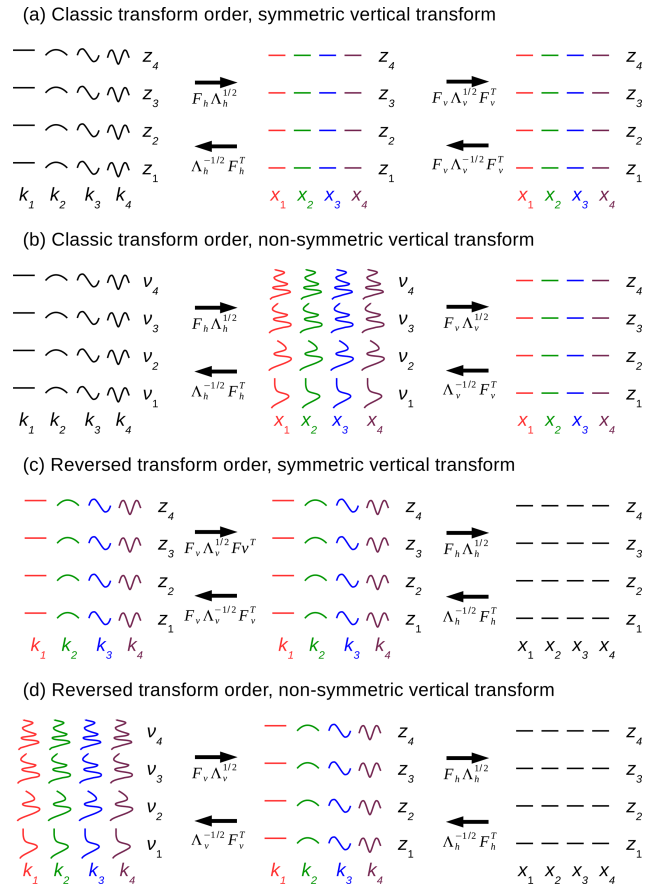 (a) Classic transform order, symmetric vertical transform
z4 z4 z4
F_h Λ_h^1/2 F_v Λ_v^1/2 F_v^T
z3 z3 z3
z2 z2 z2
Λ_h^-1/2 F_h^T F_v Λ_v^-1/2 F_v^T
z1 z1 z1
k1 k2 k3 k4 x1 x2 x3 x4 x1 x2 x3 x4
(b) Classic transform order, non-symmetric vertical transform
z4
ν4 ν4
F_h Λ_h^1/2 F_v Λ_v^1/2
ν3 ν3 z3
ν2 ν2 z2
Λ_h^-1/2 F_h^T Λ_v^-1/2 F_v^T
ν1 ν1 z1
k1 k2 k3 k4 x1 x2 x3 x4 x1 x2 x3 x4
(c) Reversed transform order, symmetric vertical transform
z4 z4 z4
F_v Λ_v^1/2 Fv^T F_h Λ_h^1/2
z3 z3 z3
z2 z2 z2
F_v Λ_v^-1/2 F_v^T Λ_h^-1/2 F_h^T
z1 z1 z1
k1 k2 k3 k4 k1 k2 k3 k4 x1 x2 x3 x4
(d) Reversed transform order, non-symmetric vertical transform
ν4 z4 z4
F_v Λ_v^1/2 F_h Λ_h^1/2
ν3 z3 z3
ν2 z2 z2
Λ_v^-1/2 F_v^T Λ_h^-1/2 F_h^T
ν1 z1 z1
k1 k2 k3 k4 k1 k2 k3 k4 x1 x2 x3 x4